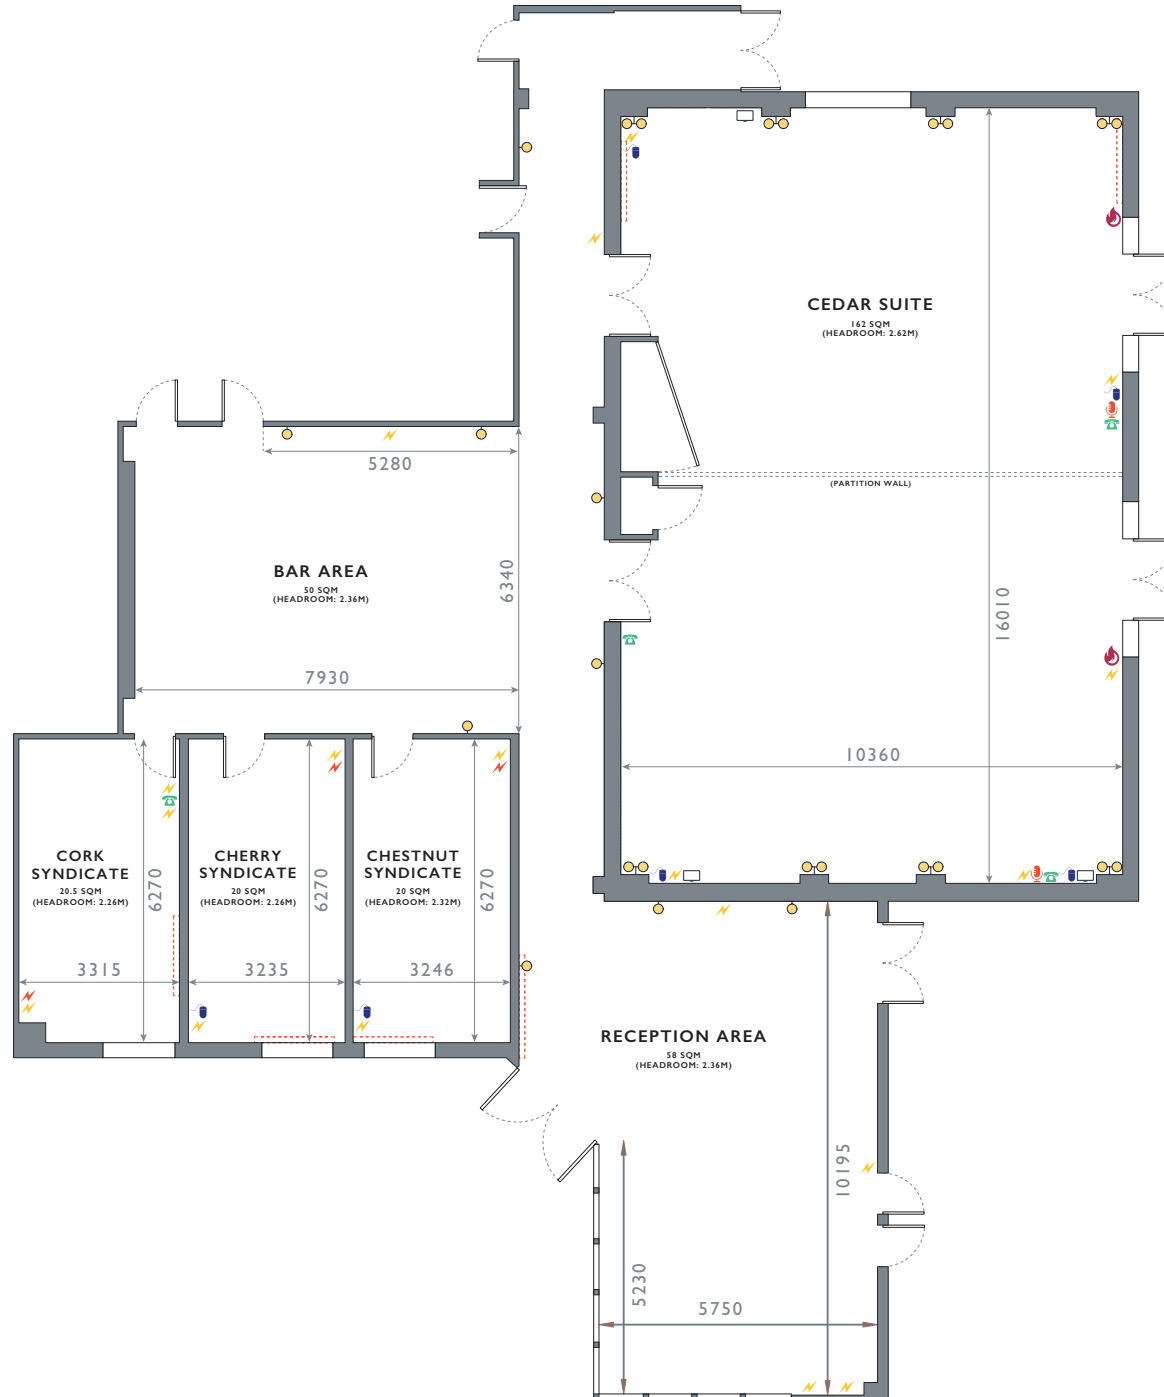 CEDAR SUITE
162 SQM
(HEADROOM: 2.62M)
5280
(PARTITION WALL)
BAR AREA
50 SQM
(HEADROOM: 2.36M)
6340
16010
7930
10360
CORK
SYNDICATE
20.5 SQM
(HEADROOM: 2.26M)
6270
CHERRY
SYNDICATE
20 SQM
(HEADROOM: 2.26M)
6270
CHESTNUT
SYNDICATE
20 SQM
(HEADROOM: 2.32M)
6270
3315
3235
3246
RECEPTION AREA
58 SQM
(HEADROOM: 2.36M)
10195
5230
5750